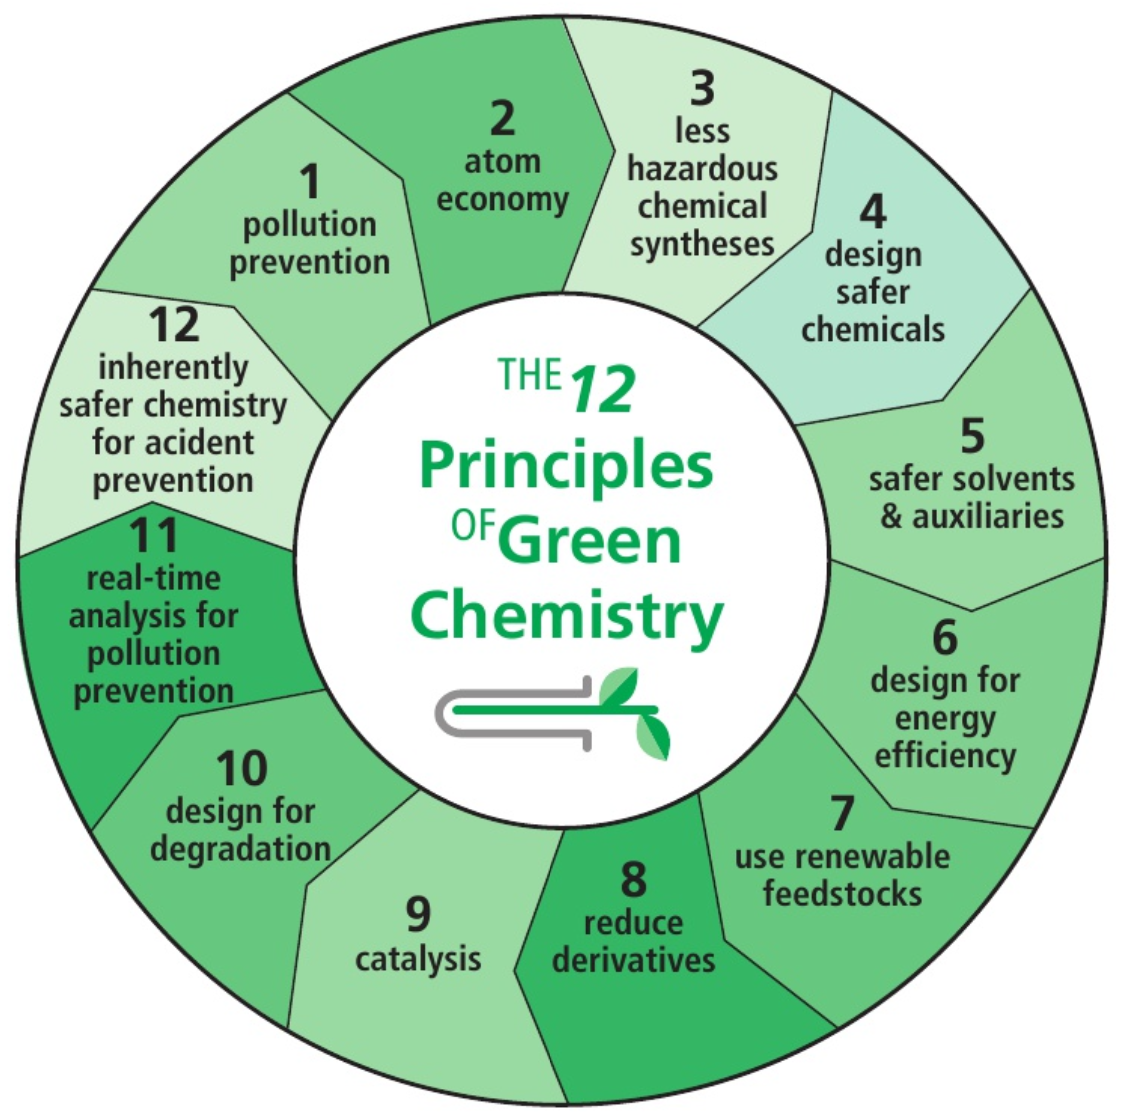 THE 12
Principles
OF Green
Chemistry
1
pollution
prevention
2
atom
economy
3
less
hazardous
chemical
syntheses
4
design
safer
chemicals
5
safer solvents
& auxiliaries
6
design for
energy
efficiency
7
use renewable
feedstocks
8
reduce
derivatives
9
catalysis
10
design for
degradation
11
real-time
analysis for
pollution
prevention
12
inherently
safer chemistry
for acident
prevention